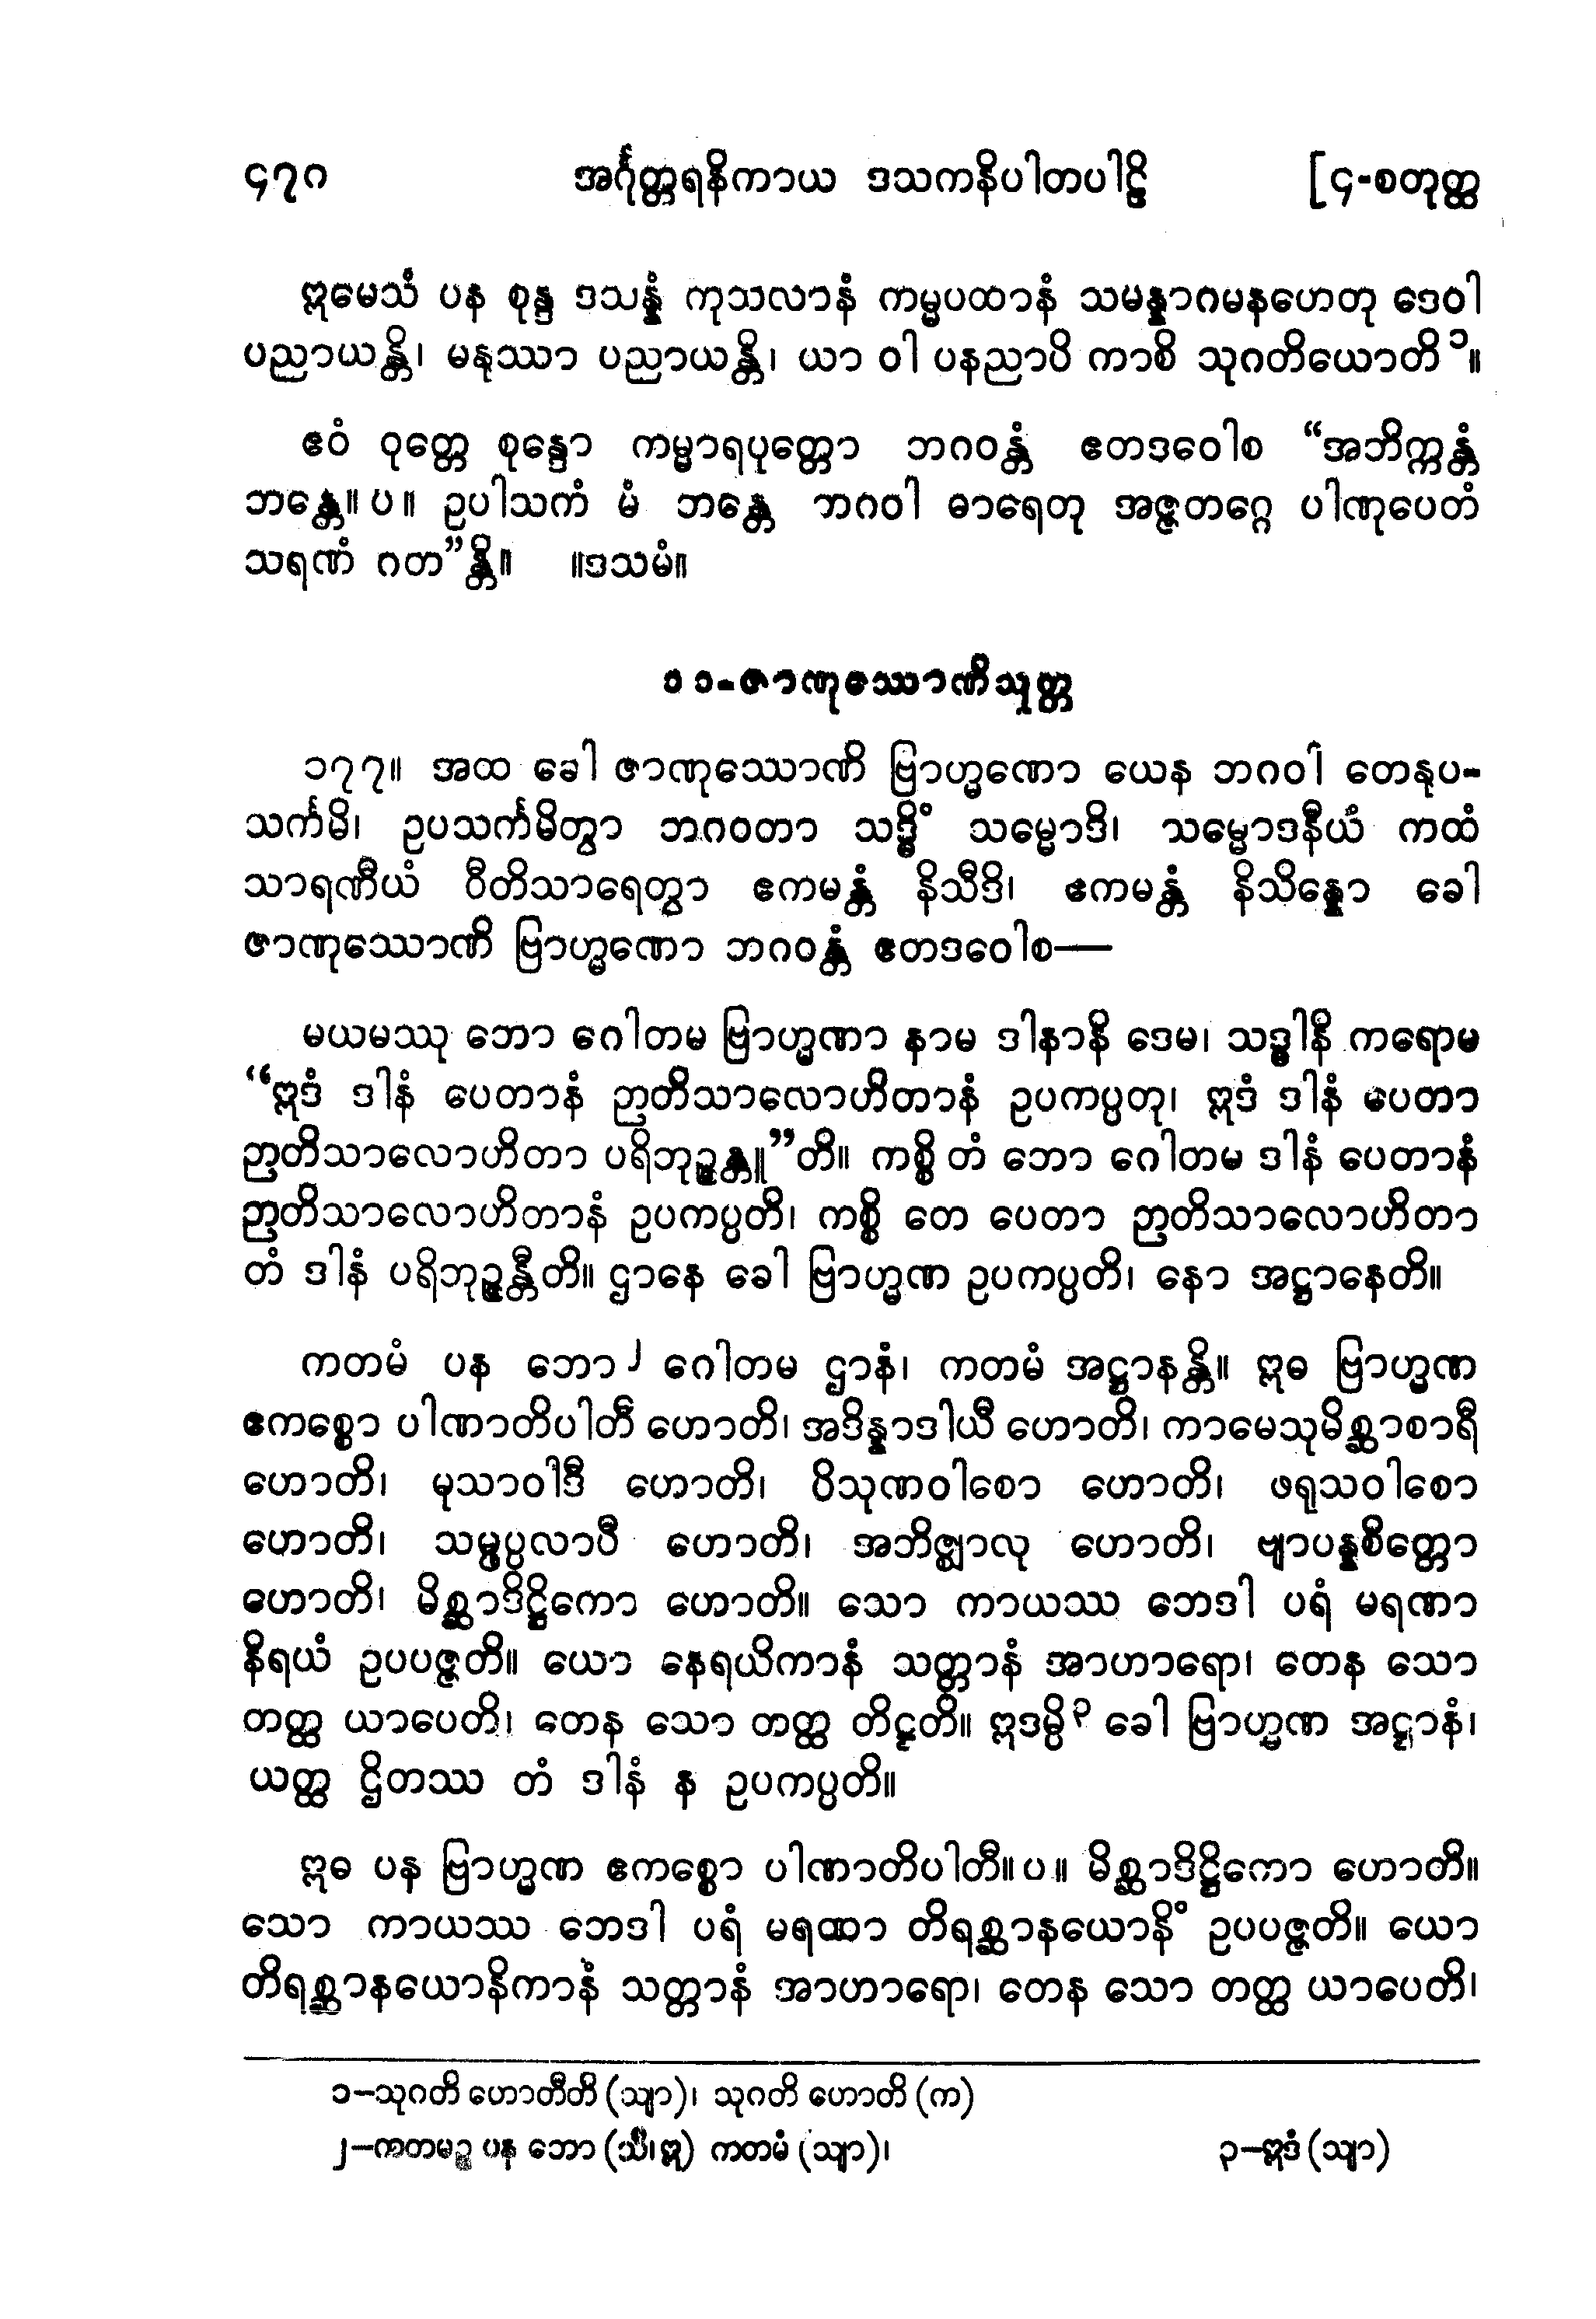 ၄၇၈ အင်္ဂုတ္တရနိကာယ ဒသကနိပါတပါဠိ [၄-စတုတ္ထ
ဣမေသံ ပန စုန္ဒ ဒသန္နံ ကုသလာနံ ကမ္မပထာနံ သမန္နာဂမနဟေတု ဒေဝါ
ပညာယန္တိ၊ မနုဿာ ပညာယန္တိ၊ ယာ ဝါ ပနညာပိ ကာစိ သုဂတိယောတိ ၁။
ဧဝံ ဝုတ္တေ စုန္ဒော ကမ္မာရပုတ္တော ဘဂဝန္တံ ဧတဒဝေါစ “အဘိက္ကန္တံ
ဘန္တေ။ ပ။ ဥပါသကံ မံ ဘန္တေ ဘဂဝါ ဓာရေတု အဇ္ဇတဂ္ဂေ ပါဏုပေတံ
သရဏံ ဂတ”န္တိ။ ။ဒသမံ။
၁၁-ဇာဏုဿောဏိသုတ္တ
၁၇၇။ အထ ခေါ ဇာဏုဿောဏိ ဗြာဟ္မဏော ယေန ဘဂဝါ တေနုပ-
သင်္ကမိ၊ ဥပသင်္ကမိတွာ ဘဂဝတာ သဒ္ဓိံ သမ္မောဒိ၊ သမ္မောဒနီယံ ကထံ
သာရဏီယံ ဝီတိသာရေတွာ ဧကမန္တံ နိသီဒိ၊ ဧကမန္တံ နိသိန္နော ခေါ
ဇာဏုဿောဏိ ဗြာဟ္မဏော ဘဂဝန္တံ ဧတဒဝေါစ—
မယမဿု ဘော ဂေါတမ ဗြာဟ္မဏာ နာမ ဒါနာနိ ဒေမ၊ သဒ္ဓါနိ ကရောမ
“ဣဒံ ဒါနံ ပေတာနံ ဉာတိသာလောဟိတာနံ ဥပကပ္ပတု၊ ဣဒံ ဒါနံ ပေတာ
ဉာတိသာလောဟိတာ ပရိဘုဉ္ဇန္တူ”တိ။ ကစ္စိ တံ ဘော ဂေါတမ ဒါနံ ပေတာနံ
ဉာတိသာလောဟိတာနံ ဥပကပ္ပတိ၊ ကစ္စိ တေ ပေတာ ဉာတိသာလောဟိတာ
တံ ဒါနံ ပရိဘုဉ္ဇန္တီတိ။ ဌာနေ ခေါ ဗြာဟ္မဏ ဥပကပ္ပတိ၊ နော အဋ္ဌာနေတိ။
ကတမံ ပန ဘော ၂ ဂေါတမ ဌာနံ၊ ကတမံ အဋ္ဌာနန္တိ။ ဣဓ ဗြာဟ္မဏ
ဧကစ္စော ပါဏာတိပါတီ ဟောတိ၊ အဒိန္နာဒါယီ ဟောတိ၊ ကာမေသုမိစ္ဆာစာရီ
ဟောတိ၊ မုသာဝါဒီ ဟောတိ၊ ပိသုဏဝါစော ဟောတိ၊ ဖရုသဝါစော
ဟောတိ၊ သမ္ဖပ္ပလာပီ ဟောတိ၊ အဘိဇ္ဈာလု ဟောတိ၊ ဗျာပန္နစိတ္တော
ဟောတိ၊ မိစ္ဆာဒိဋ္ဌိကော ဟောတိ။ သော ကာယဿ ဘေဒါ ပရံ မရဏာ
နိရယံ ဥပပဇ္ဇတိ။ ယော နေရယိကာနံ သတ္တာနံ အာဟာရော၊ တေန သော
တတ္ထ ယာပေတိ၊ တေန သော တတ္ထ တိဋ္ဌတိ။ ဣဒမ္ပိ ၃ ခေါ ဗြာဟ္မဏ အဋ္ဌာနံ၊
ယတ္ထ ဌိတဿ တံ ဒါနံ န ဥပကပ္ပတိ။
ဣဓ ပန ဗြာဟ္မဏ ဧကစ္စော ပါဏာတိပါတီ။ ပ။ မိစ္ဆာဒိဋ္ဌိကော ဟောတိ။
သော ကာယဿ ဘေဒါ ပရံ မရဏာ တိရစ္ဆာနယောနိံ ဥပပဇ္ဇတိ။ ယော
တိရစ္ဆာနယောနိကာနံ သတ္တာနံ အာဟာရော၊ တေန သော တတ္ထ ယာပေတိ၊
၁–သုဂတိ ဟောတီတိ (သျာ)၊ သုဂတိ ဟောတိ (က)
၂–ကတမဉ္စ ပန ဘော (သီ၊ဣ) ကတမံ (သျာ)၊ ၃–ဣဒံ (သျာ)